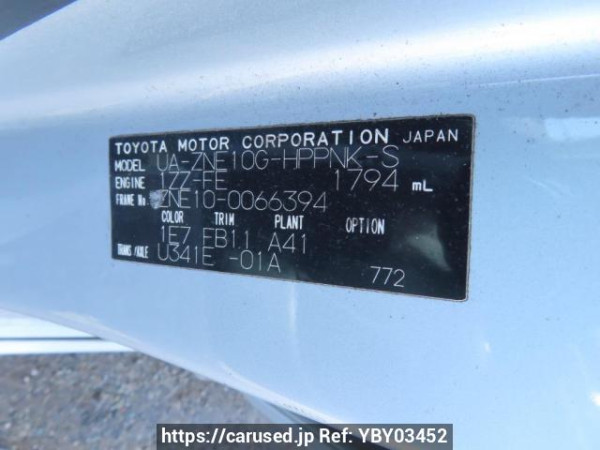 TOYOTA MOTOR CORPORATION JAPAN
MODEL UA-ZNE10G-HPPNK-S
ENGINE 1ZZ-FE 1794 mL
FRAME No. ZNE10-0066394
COLOR TRIM PLANT OPTION
1E7 FB11 A41
TRANS/AXLE U341E -01A
772
https://carused.jp Ref: YBY03452